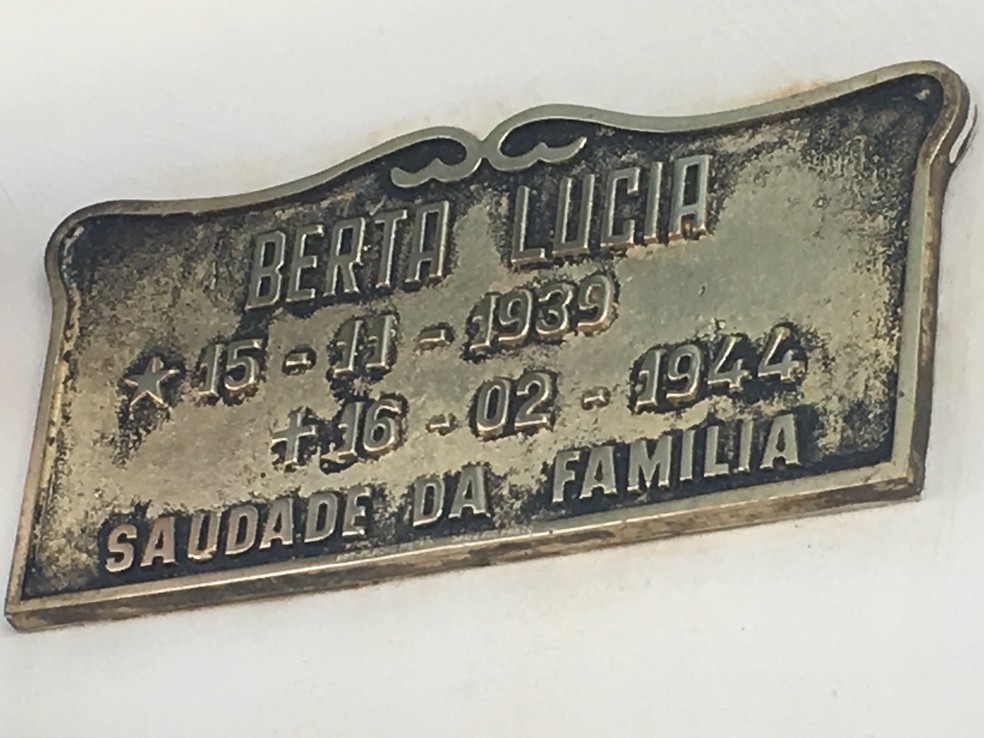 BERTA LUCIA
★ 15 - 11 - 1939
+ 16 - 02 - 1944
SAUDADE DA FAMILIA